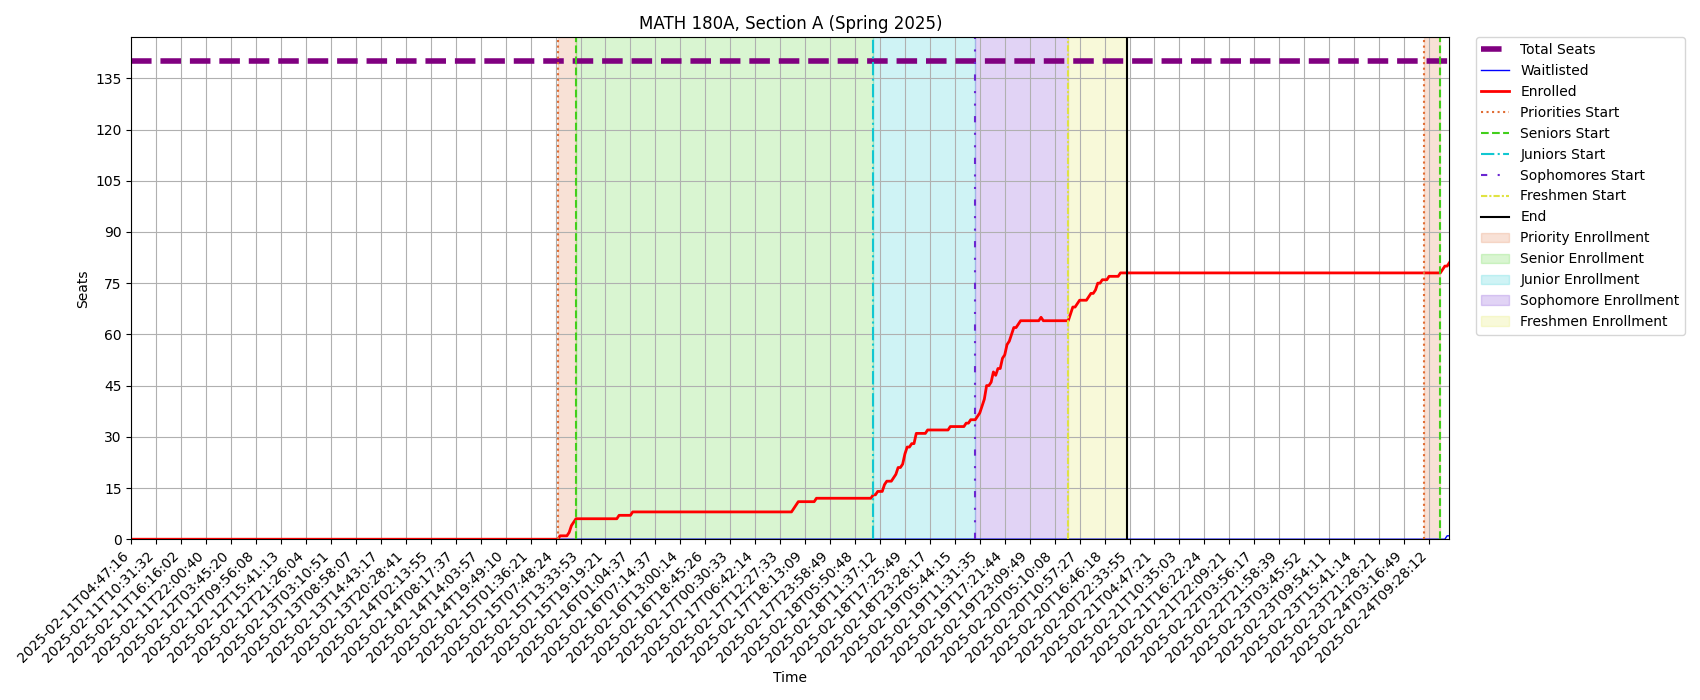 MATH 180A, Section A (Spring 2025)
Seats
135
120
105
90
75
60
45
30
15
0
2025-02-11T04:47:16
2025-02-11T10:31:32
2025-02-11T16:16:02
2025-02-11T22:00:40
2025-02-12T03:45:20
2025-02-12T09:56:08
2025-02-12T15:41:13
2025-02-12T21:26:04
2025-02-13T03:10:51
2025-02-13T08:58:07
2025-02-13T14:43:17
2025-02-13T20:28:41
2025-02-14T02:13:55
2025-02-14T08:17:37
2025-02-14T14:03:57
2025-02-14T19:49:10
2025-02-15T01:36:21
2025-02-15T07:48:24
2025-02-15T13:33:53
2025-02-15T19:19:21
2025-02-16T01:04:37
2025-02-16T07:14:37
2025-02-16T13:00:14
2025-02-16T18:45:26
2025-02-17T00:30:33
2025-02-17T06:42:14
2025-02-17T12:27:33
2025-02-17T18:13:09
2025-02-17T23:58:49
2025-02-18T05:50:48
2025-02-18T11:37:12
2025-02-18T17:25:49
2025-02-18T23:28:17
2025-02-19T05:44:15
2025-02-19T11:31:35
2025-02-19T17:21:44
2025-02-19T23:09:49
2025-02-20T05:10:08
2025-02-20T10:57:27
2025-02-20T16:46:18
2025-02-20T22:33:55
2025-02-21T04:47:21
2025-02-21T10:35:03
2025-02-21T16:22:24
2025-02-21T22:09:21
2025-02-22T03:56:17
2025-02-22T21:58:39
2025-02-23T03:45:52
2025-02-23T09:54:11
2025-02-23T15:41:14
2025-02-23T21:28:21
2025-02-24T03:16:49
2025-02-24T09:28:12
Time
Total Seats
Waitlisted
Enrolled
Priorities Start
Seniors Start
Juniors Start
Sophomores Start
Freshmen Start
End
Priority Enrollment
Senior Enrollment
Junior Enrollment
Sophomore Enrollment
Freshmen Enrollment